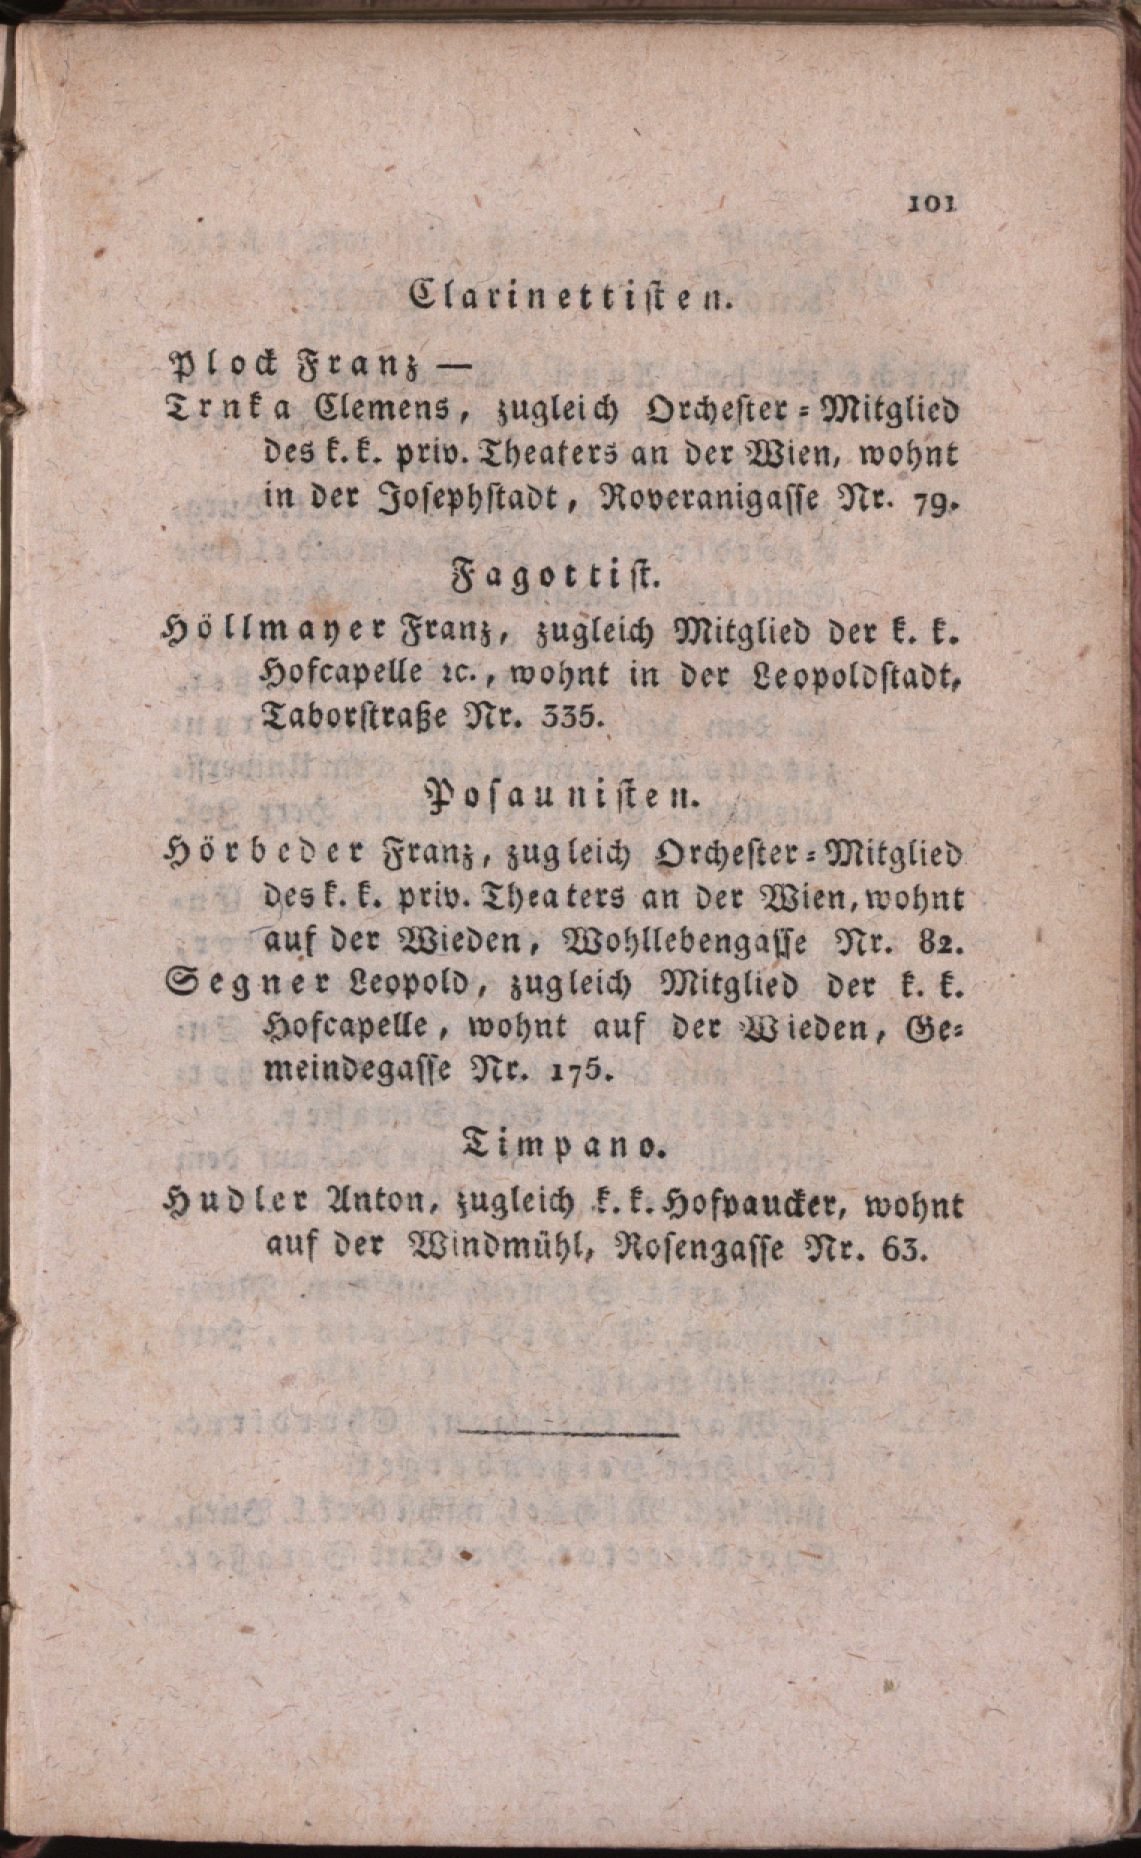 101
Clarinettisten.
Plock Franz —
Trnka Clemens, zugleich Orchester=Mitglied
des k. k. priv. Theaters an der Wien, wohnt
in der Josephstadt, Roveranigasse Nr. 79.
Fagottist.
Höllmayer Franz, zugleich Mitglied der k. k.
Hofcapelle ꝛc., wohnt in der Leopoldstadt,
Taborstraße Nr. 335.
Posaunisten.
Hörbeder Franz, zugleich Orchester=Mitglied
des k. k. priv. Theaters an der Wien, wohnt
auf der Wieden, Wohllebengasse Nr. 82.
Segner Leopold, zugleich Mitglied der k. k.
Hofcapelle, wohnt auf der Wieden, Ge=
meindegasse Nr. 175.
Timpano.
Hudler Anton, zugleich k. k. Hofpaucker, wohnt
auf der Windmühl, Rosengasse Nr. 63.